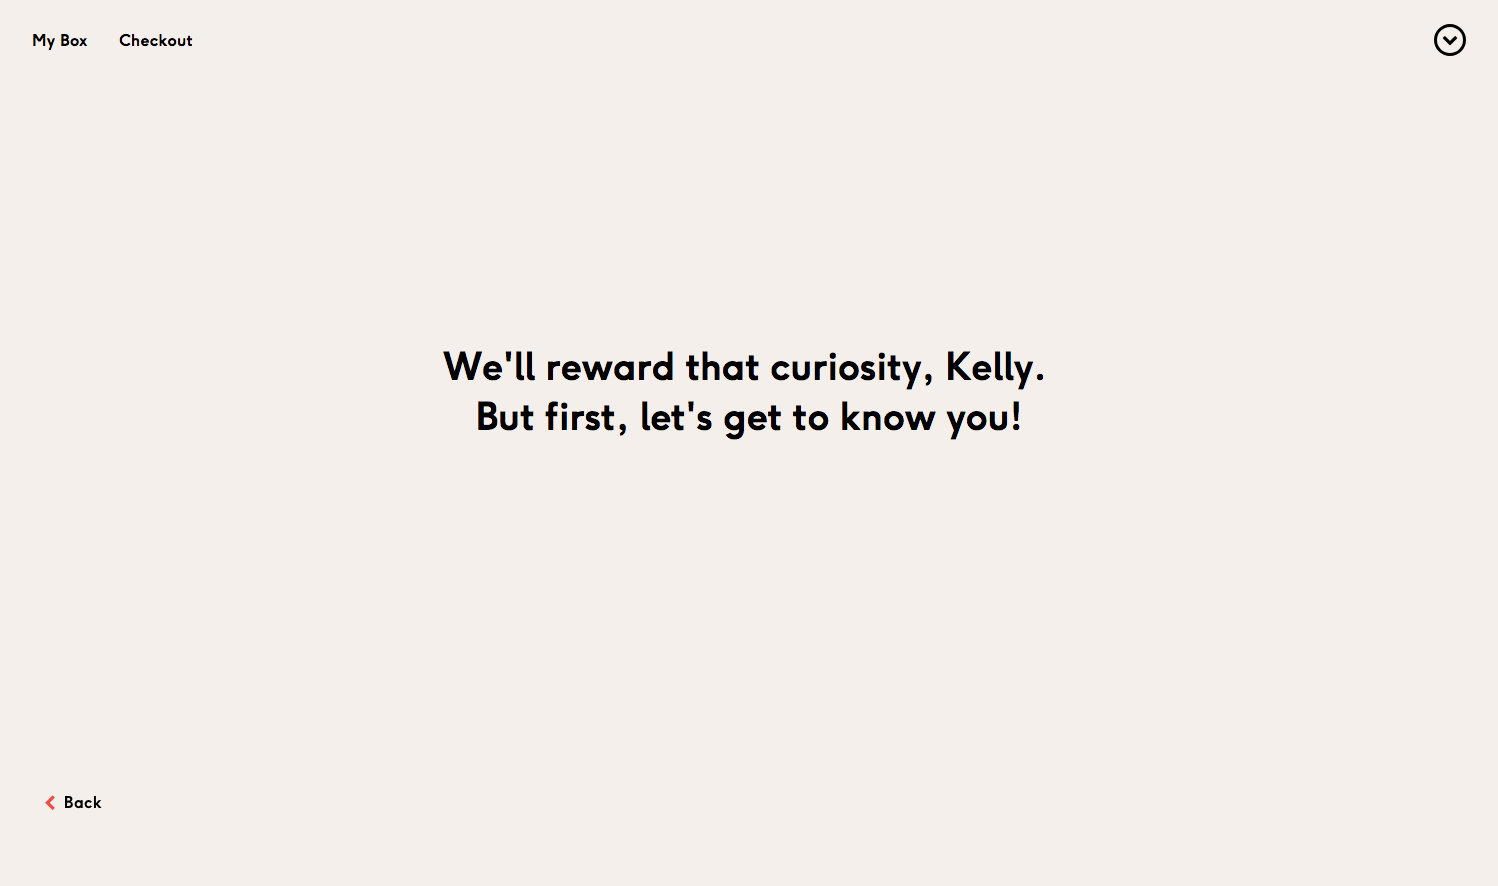 My Box
Checkout
We'll reward that curiosity, Kelly.
But first, let's get to know you!
Back